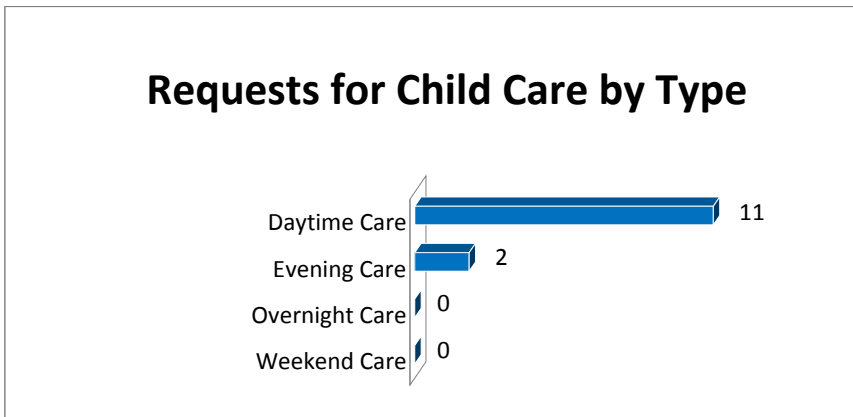 Requests for Child Care by Type
Daytime Care 11
Evening Care 2
Overnight Care 0
Weekend Care 0